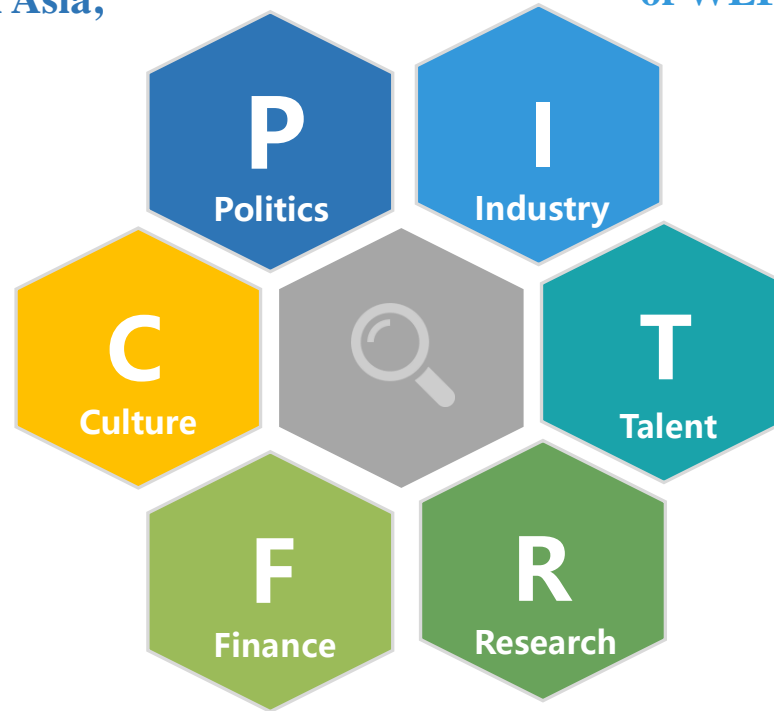 Asia,
P
Politics
I
Industry
C
Culture
T
Talent
F
Finance
R
Research